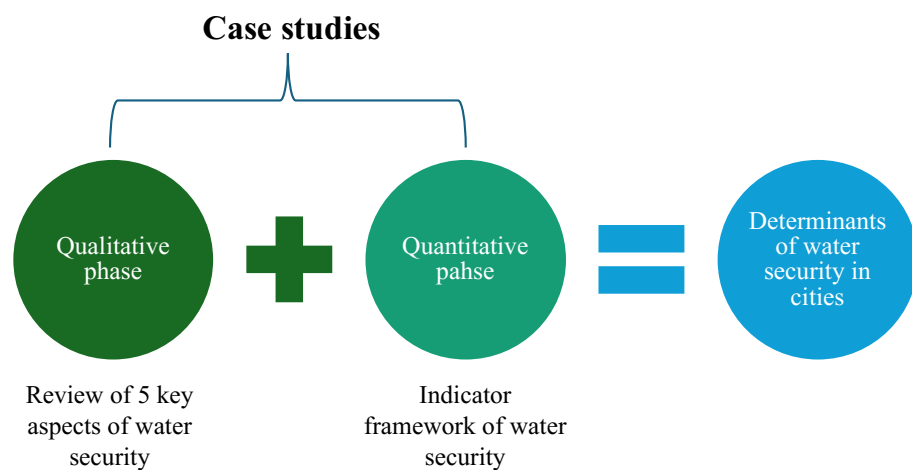 Case studies
Qualitative
phase
Quantitative
pahse
Determinants
of water
security in
cities
Review of 5 key
aspects of water
security
Indicator
framework of water
security